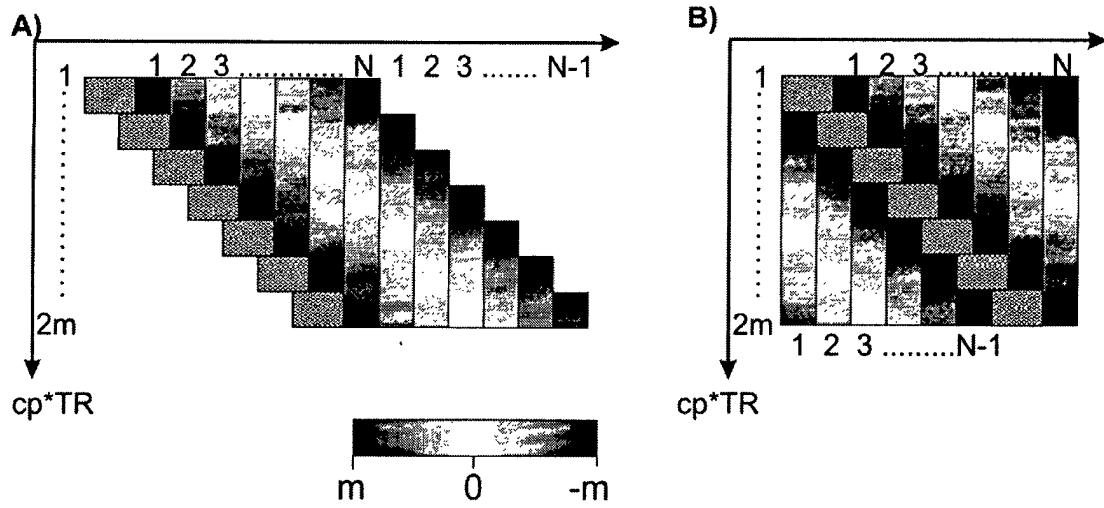 A)
1 2 3 ............. N 1 2 3 ....... N-1
1
2m
cp*TR
m 0 -m
B)
1 2 3 ............. N
1
2m
1 2 3 .........N-1
cp*TR